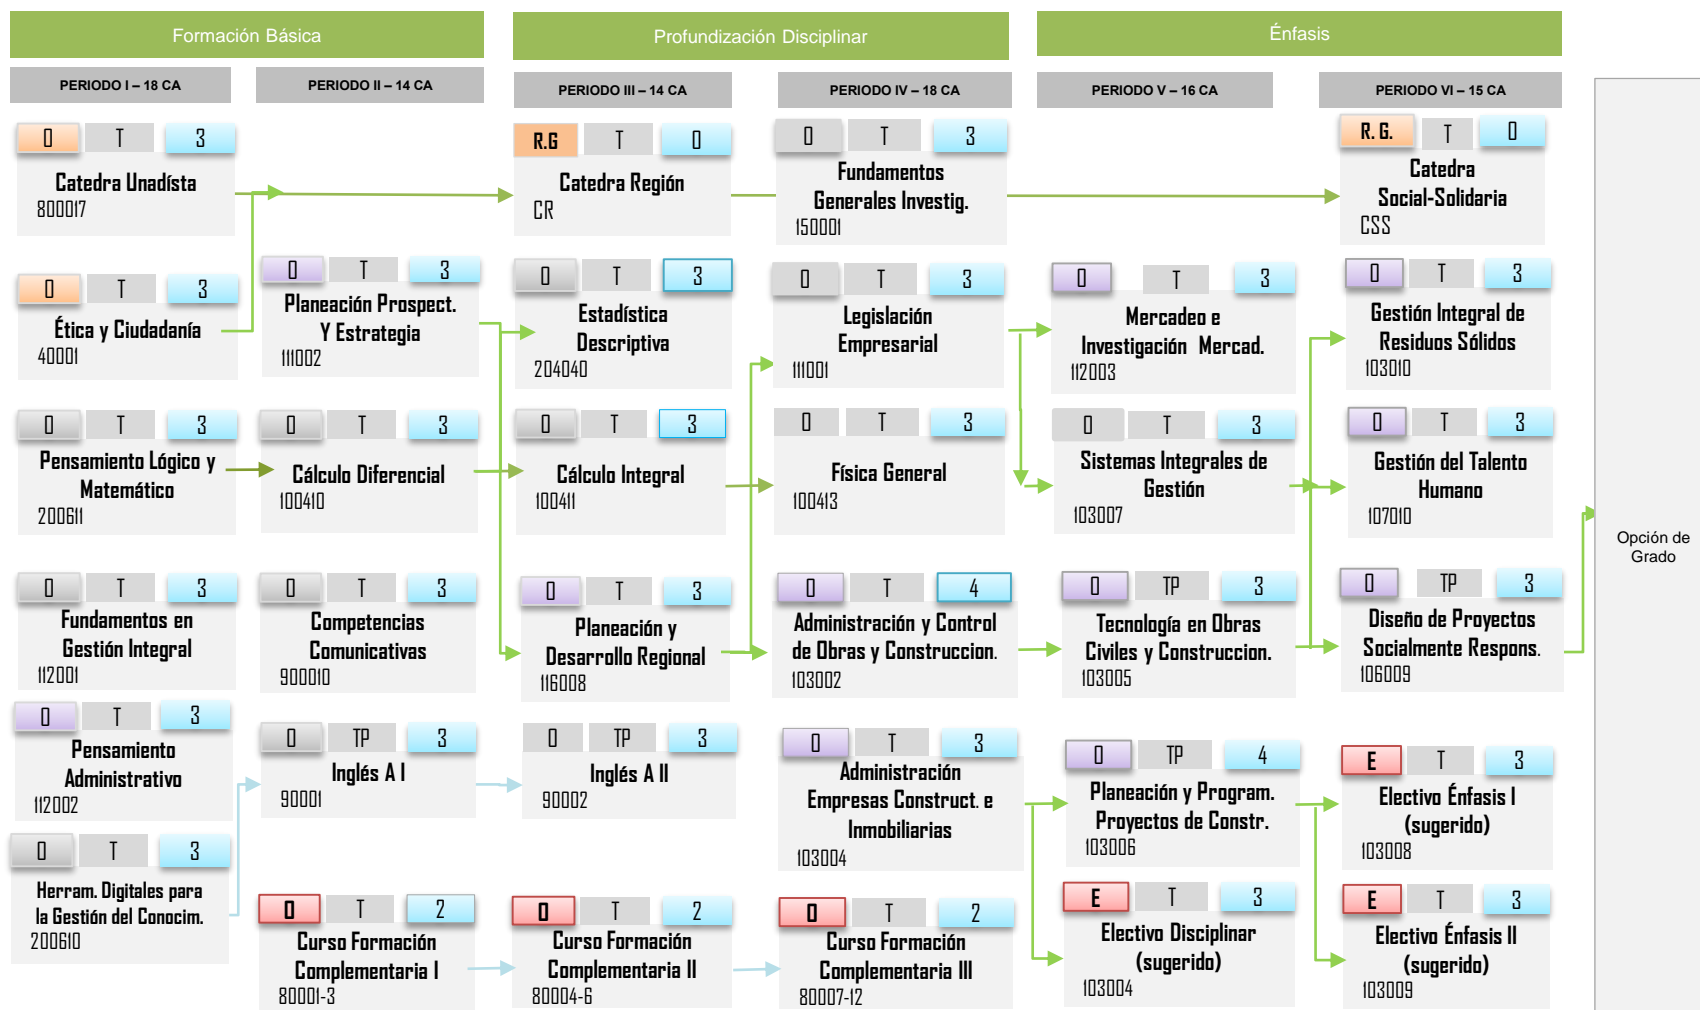 Formación Básica
Profundización Disciplinar
Énfasis
PERIODO I – 18 CA
PERIODO II – 14 CA
PERIODO III – 14 CA
PERIODO IV – 18 CA
PERIODO V – 16 CA
PERIODO VI – 15 CA
O T 3
Catedra Unadísta
800017
R.G T 0
Catedra Región
CR
O T 3
Fundamentos
Generales Investig.
150001
R. G. T 0
Catedra
Social-Solidaria
CSS
O T 3
Ética y Ciudadanía
40001
O T 3
Planeación Prospect.
Y Estrategia
111002
O T 3
Estadística
Descriptiva
204040
O T 3
Legislación
Empresarial
111001
O T 3
Mercadeo e
Investigación Mercad.
112003
O T 3
Gestión Integral de
Residuos Sólidos
103010
O T 3
Pensamiento Lógico y
Matemático
200611
O T 3
Cálculo Diferencial
100410
O T 3
Cálculo Integral
100411
O T 3
Física General
100413
O T 3
Sistemas Integrales de
Gestión
103007
O T 3
Gestión del Talento
Humano
107010
O T 3
Fundamentos en
Gestión Integral
112001
O T 3
Competencias
Comunicativas
900010
O T 3
Planeación y
Desarrollo Regional
116008
O T 4
Administración y Control
de Obras y Construccion.
103002
O TP 3
Tecnología en Obras
Civiles y Construccion.
103005
O TP 3
Diseño de Proyectos
Socialmente Respons.
106009
Opción de
Grado
O T 3
Pensamiento
Administrativo
112002
O TP 3
Inglés A I
90001
O TP 3
Inglés A II
90002
O T 3
Administración
Empresas Construct. e
Inmobiliarias
103004
O TP 4
Planeación y Program.
Proyectos de Constr.
103006
E T 3
Electivo Énfasis I
(sugerido)
103008
O T 3
Herram. Digitales para
la Gestión del Conocim.
200610
O T 2
Curso Formación
Complementaria I
80001-3
O T 2
Curso Formación
Complementaria II
80004-6
O T 2
Curso Formación
Complementaria III
80007-12
E T 3
Electivo Disciplinar
(sugerido)
103004
E T 3
Electivo Énfasis II
(sugerido)
103009